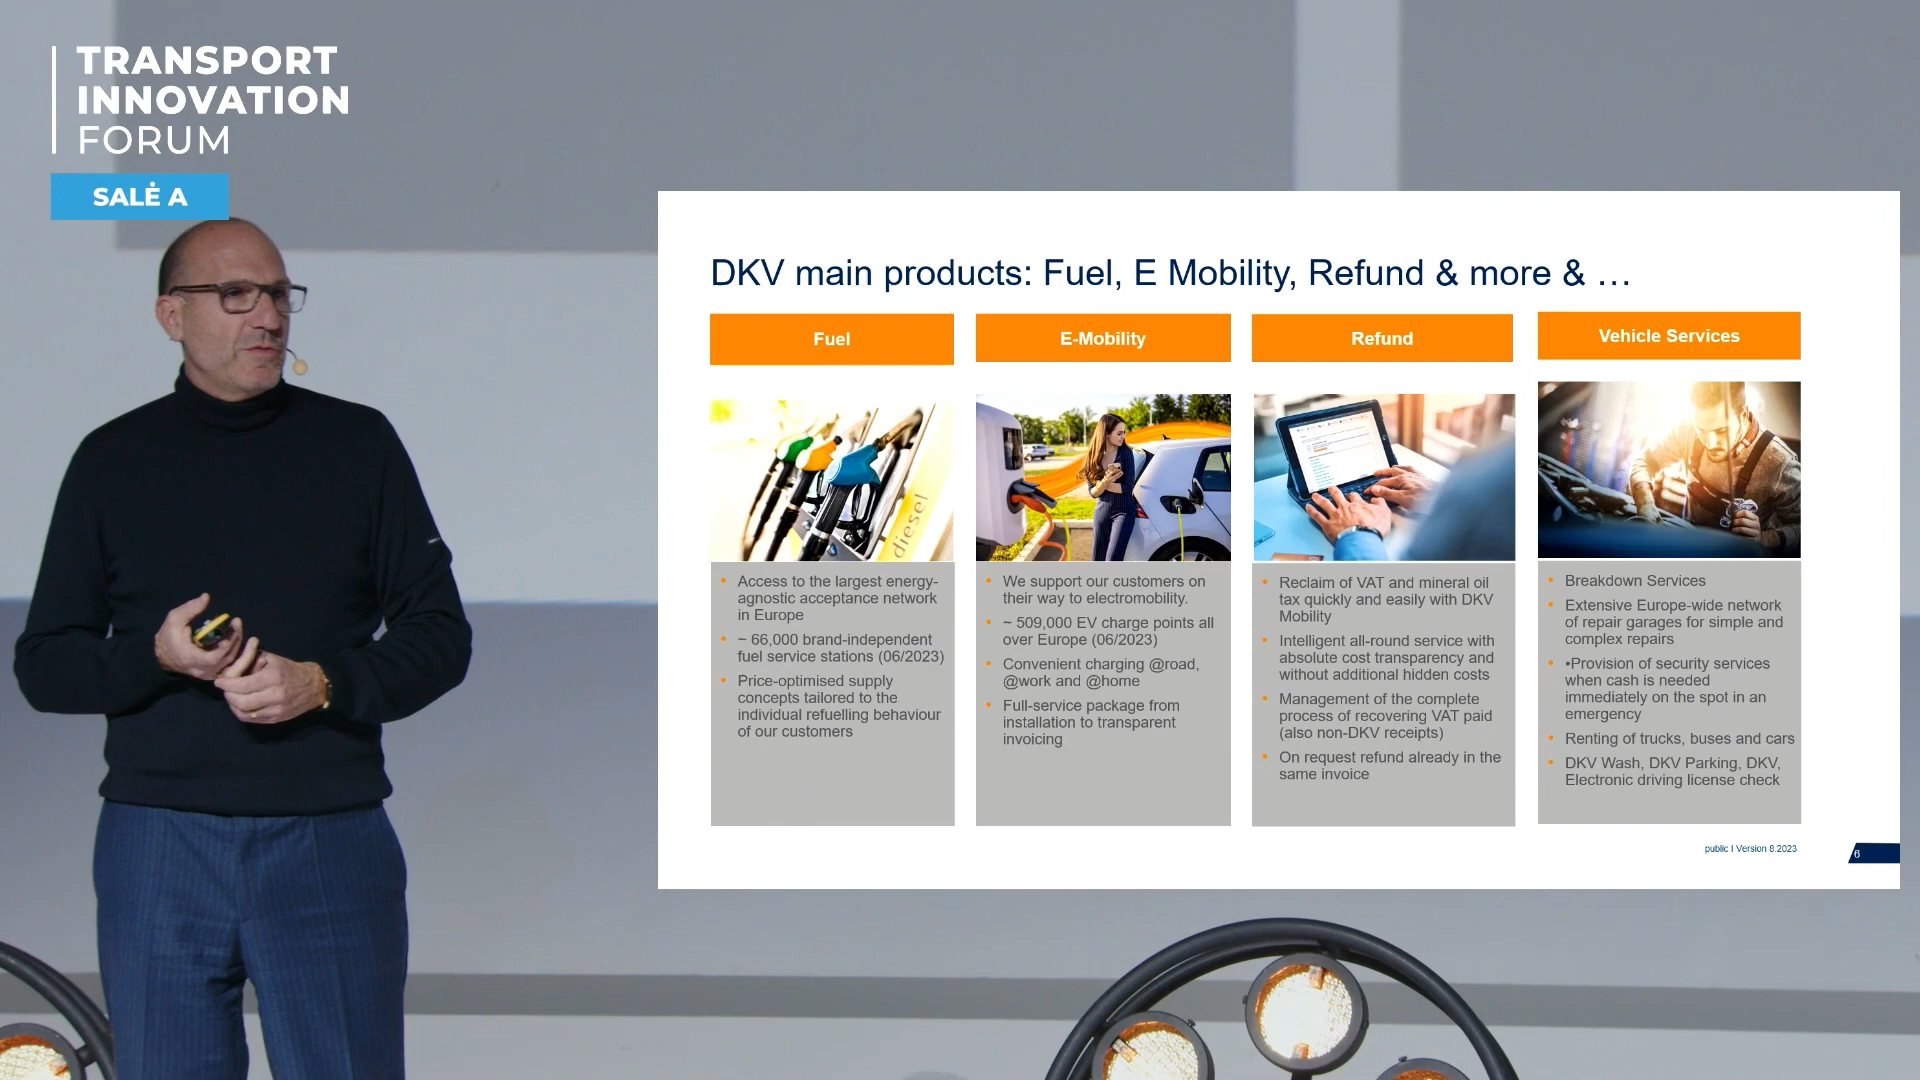 TRANSPORT
INNOVATION
FORUM
SALĖ A
DKV main products: Fuel, E Mobility, Refund & more & …
Fuel
diesel
• Access to the largest energy-
agnostic acceptance network
in Europe
• ~ 66,000 brand-independent
fuel service stations (06/2023)
• Price-optimised supply
concepts tailored to the
individual refuelling behaviour
of our customers
E-Mobility
• We support our customers on
their way to electromobility.
• ~ 509,000 EV charge points all
over Europe (06/2023)
• Convenient charging @road,
@work and @home
• Full-service package from
installation to transparent
invoicing
Refund
• Reclaim of VAT and mineral oil
tax quickly and easily with DKV
Mobility
• Intelligent all-round service with
absolute cost transparency and
without additional hidden costs
• Management of the complete
process of recovering VAT paid
(also non-DKV receipts)
• On request refund already in the
same invoice
Vehicle Services
• Breakdown Services
• Extensive Europe-wide network
of repair garages for simple and
complex repairs
• •Provision of security services
when cash is needed
immediately on the spot in an
emergency
• Renting of trucks, buses and cars
• DKV Wash, DKV Parking, DKV,
Electronic driving license check
public I Version 8.2023
6